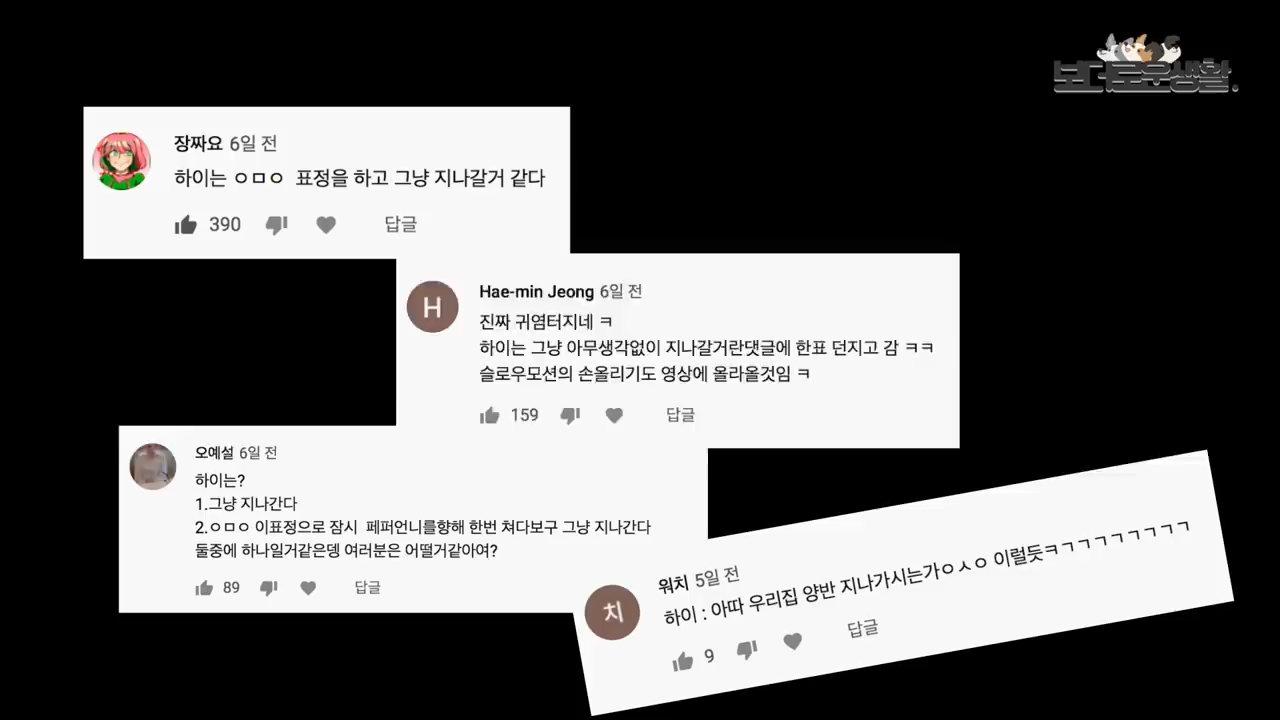 보더로운생활.
장짜요 6일 전
하이는 ㅇㅁㅇ 표정을 하고 그냥 지나갈거 같다
390 답글
H
Hae-min Jeong 6일 전
진짜 귀염터지네 ㅋ
하이는 그냥 아무생각없이 지나갈거란댓글에 한표 던지고 감 ㅋㅋ
슬로우모션의 손올리기도 영상에 올라올것임 ㅋ
159 답글
오예설 6일 전
하이는?
1.그냥 지나간다
2.ㅇㅁㅇ 이표정으로 잠시 페퍼언니를향해 한번 쳐다보구 그냥 지나간다
둘중에 하나일거같은뎅 여러분은 어떨거같아여?
89 답글
치
워치 5일 전
하이 : 아따 우리집 양반 지나가시는가ㅇㅅㅇ 이럴듯ㅋㄱㄱㄱㄱㄱㄱㄱㄱ
9 답글